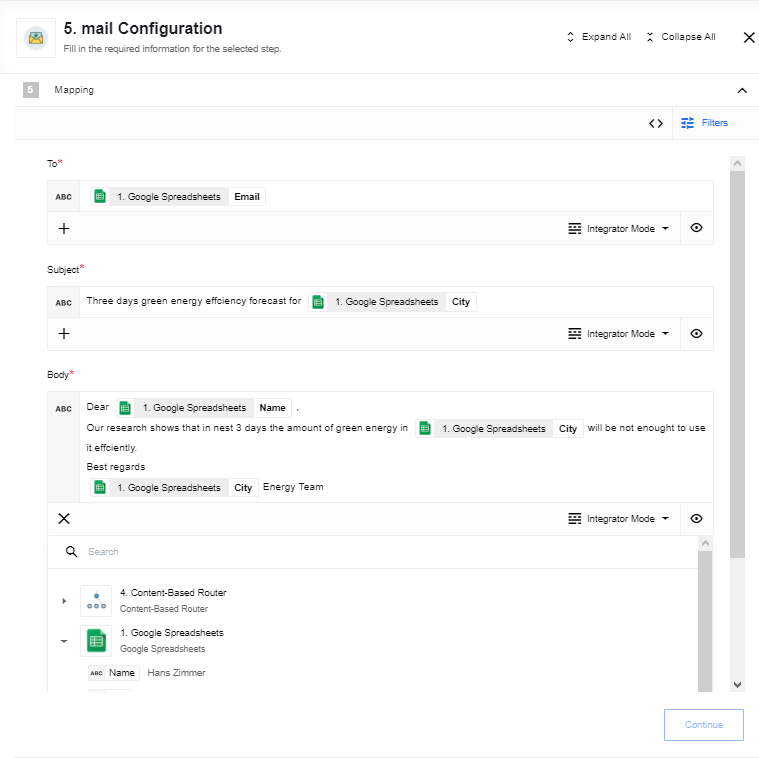 5. mail Configuration
Fill in the required information for the selected step.
Expand All
Collapse All
5 Mapping
Filters
To*
ABC 1. Google Spreadsheets Email
Integrator Mode
Subject*
ABC Three days green energy effciency forecast for 1. Google Spreadsheets City
Integrator Mode
Body*
ABC Dear 1. Google Spreadsheets Name .
Our research shows that in nest 3 days the amount of green energy in 1. Google Spreadsheets City will be not enought to use
it effciently.
Best regards
1. Google Spreadsheets City Energy Team
Integrator Mode
Search
4. Content-Based Router
Content-Based Router
1. Google Spreadsheets
Google Spreadsheets
ABC Name Hans Zimmer
Continue